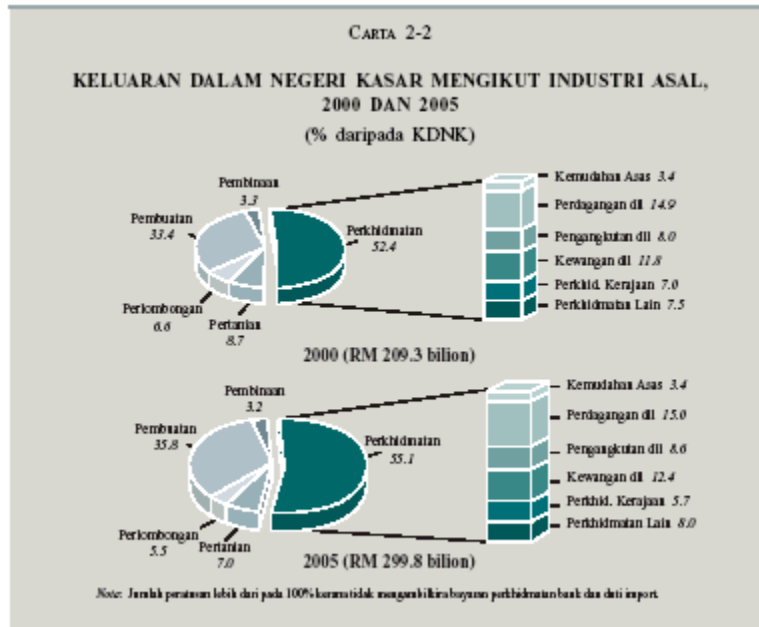 CARTA 2-2
KELUARAN DALAM NEGERI KASAR MENGIKUT INDUSTRI ASAL,
2000 DAN 2005
(% daripada KDNK)
Pembinaan
3.3
Pembuatan
33.4
Perkhidmatan
52.4
Perlombongan
6.6
Pertanian
8.7
Kemudahan Asas 3.4
Perdagangan dll 14.9
Pengangkutan dll 8.0
Kewangan dll 11.8
Perkhid. Kerajaan 7.0
Perkhidmatan Lain 7.5
2000 (RM 209.3 bilion)
Pembinaan
3.2
Pembuatan
35.8
Perkhidmatan
55.1
Perlombongan
5.5
Pertanian
7.0
Kemudahan Asas 3.4
Perdagangan dll 15.0
Pengangkutan dll 8.6
Kewangan dll 12.4
Perkhid. Kerajaan 5.7
Perkhidmatan Lain 8.0
2005 (RM 299.8 bilion)
Note: Jumlah peratusan lebih dari pada 100% kerana tidak mengambilkira bayaran perkhidmatan bank dan duti import.